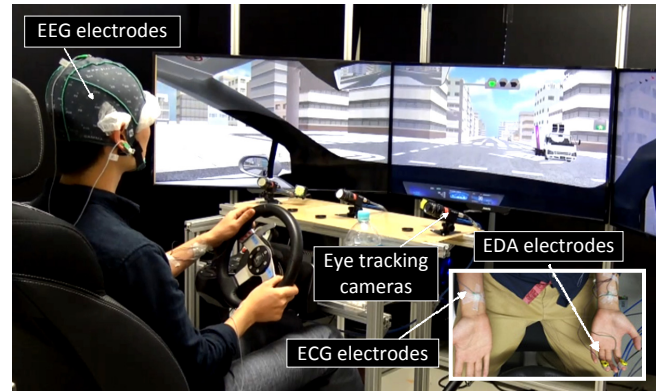 EEG electrodes
Eye tracking
cameras
EDA electrodes
ECG electrodes